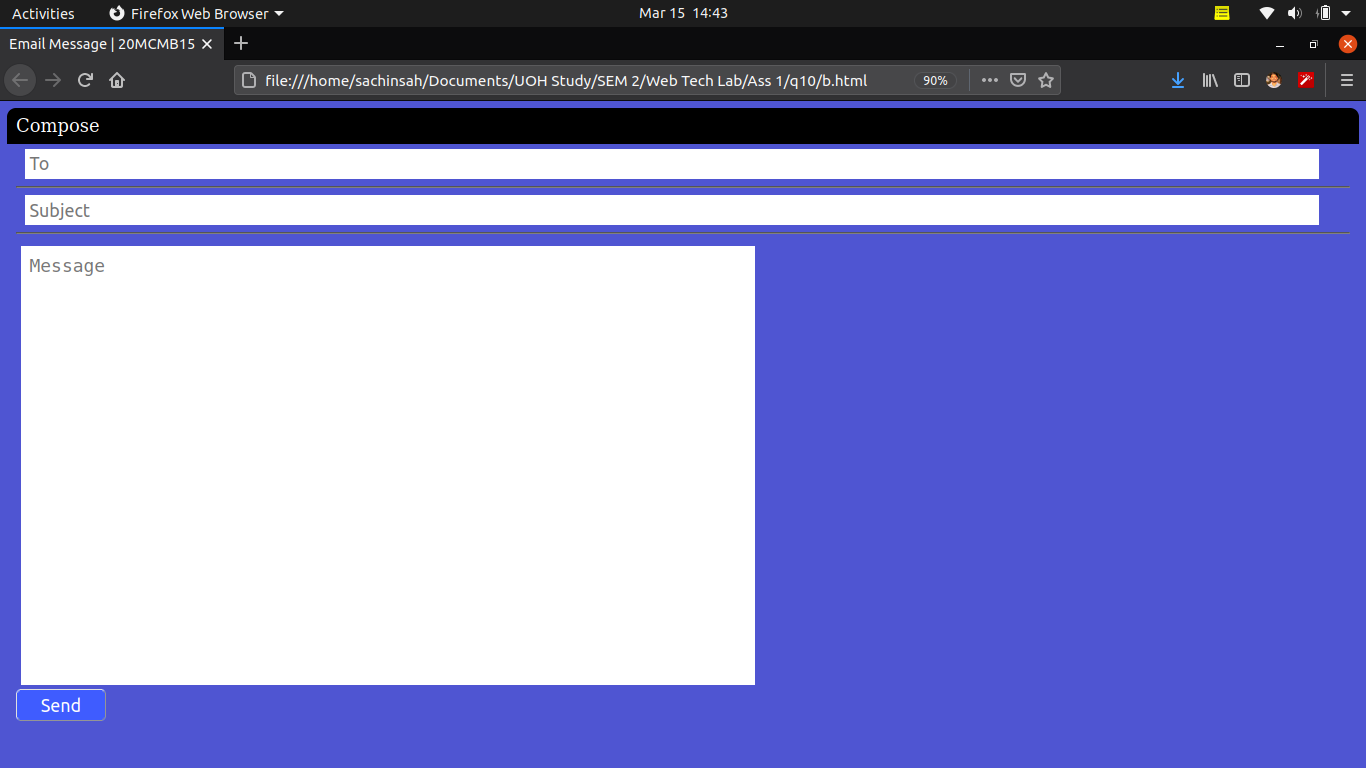 Activities Firefox Web Browser Mar 15 14:43
Email Message | 20MCMB15
file:///home/sachinsah/Documents/UOH Study/SEM 2/Web Tech Lab/Ass 1/q10/b.html 90%
Compose
To
Subject
Message
Send